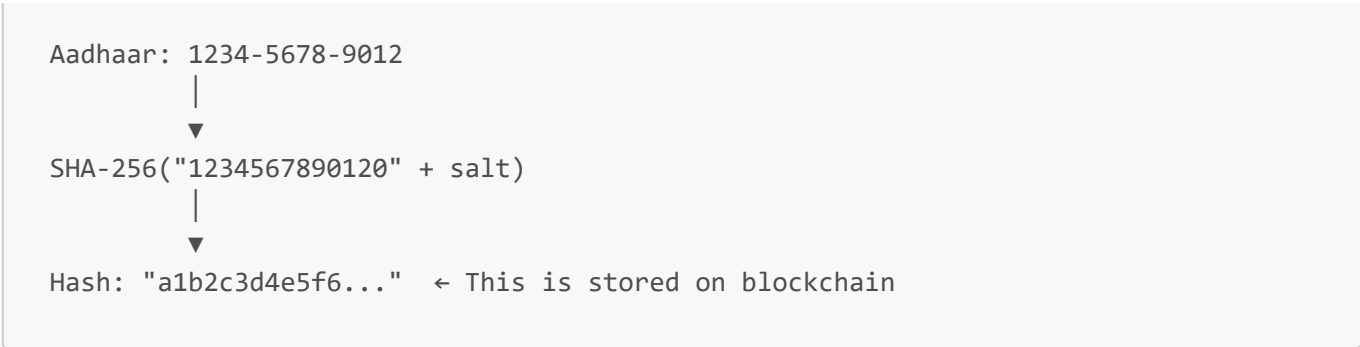 Aadhaar: 1234-5678-9012
│
▼
SHA-256("1234567890120" + salt)
│
▼
Hash: "a1b2c3d4e5f6..." ← This is stored on blockchain